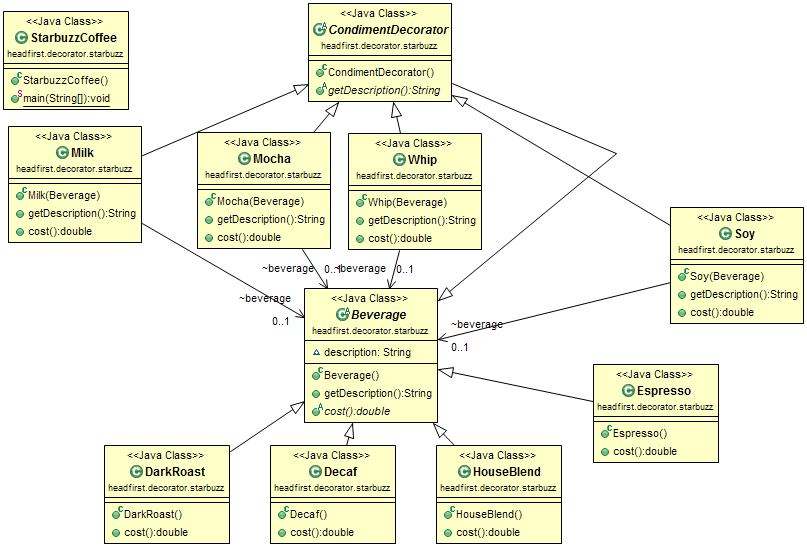 <<Java Class>>
StarbuzzCoffee
headfirst.decorator.starbuzz
StarbuzzCoffee()
main(String[]):void
<<Java Class>>
CondimentDecorator
headfirst.decorator.starbuzz
CondimentDecorator()
getDescription():String
<<Java Class>>
Milk
headfirst.decorator.starbuzz
Milk(Beverage)
getDescription():String
cost():double
<<Java Class>>
Mocha
headfirst.decorator.starbuzz
Mocha(Beverage)
getDescription():String
cost():double
<<Java Class>>
Whip
headfirst.decorator.starbuzz
Whip(Beverage)
getDescription():String
cost():double
<<Java Class>>
Soy
headfirst.decorator.starbuzz
Soy(Beverage)
getDescription():String
cost():double
~beverage
0..1
~beverage
0..1
~beverage
0..1
~beverage
0..1
<<Java Class>>
Beverage
headfirst.decorator.starbuzz
description: String
Beverage()
getDescription():String
cost():double
<<Java Class>>
Espresso
headfirst.decorator.starbuzz
Espresso()
cost():double
<<Java Class>>
DarkRoast
headfirst.decorator.starbuzz
DarkRoast()
cost():double
<<Java Class>>
Decaf
headfirst.decorator.starbuzz
Decaf()
cost():double
<<Java Class>>
HouseBlend
headfirst.decorator.starbuzz
HouseBlend()
cost():double